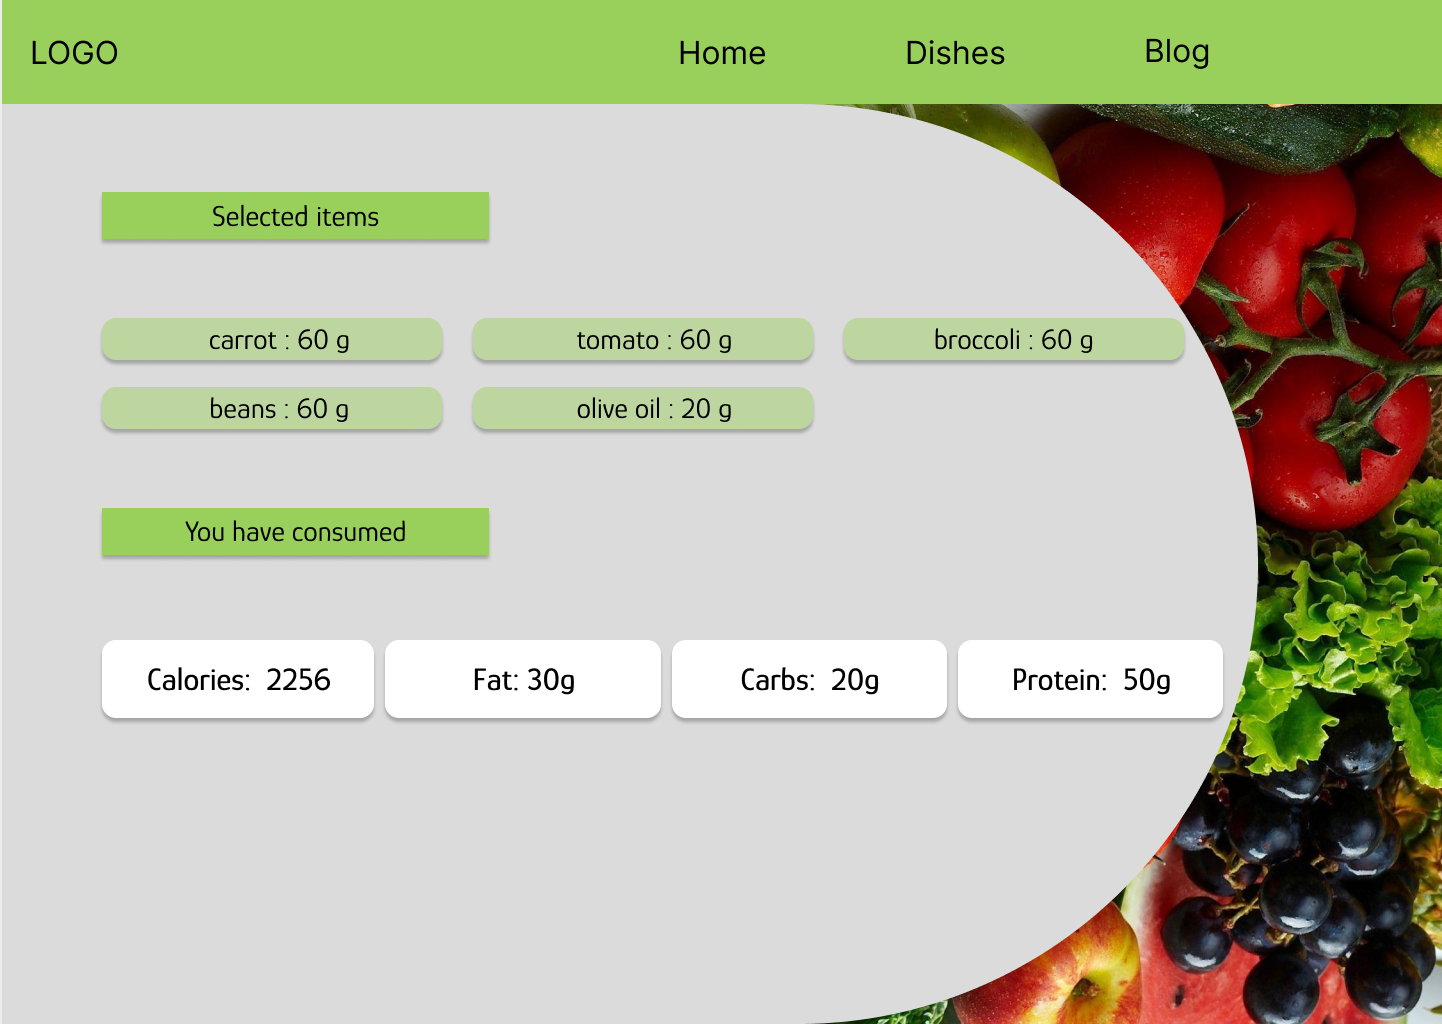 LOGO Home Dishes Blog
Selected items
carrot : 60 g tomato : 60 g broccoli : 60 g
beans : 60 g olive oil : 20 g
You have consumed
Calories: 2256 Fat: 30g Carbs: 20g Protein: 50g